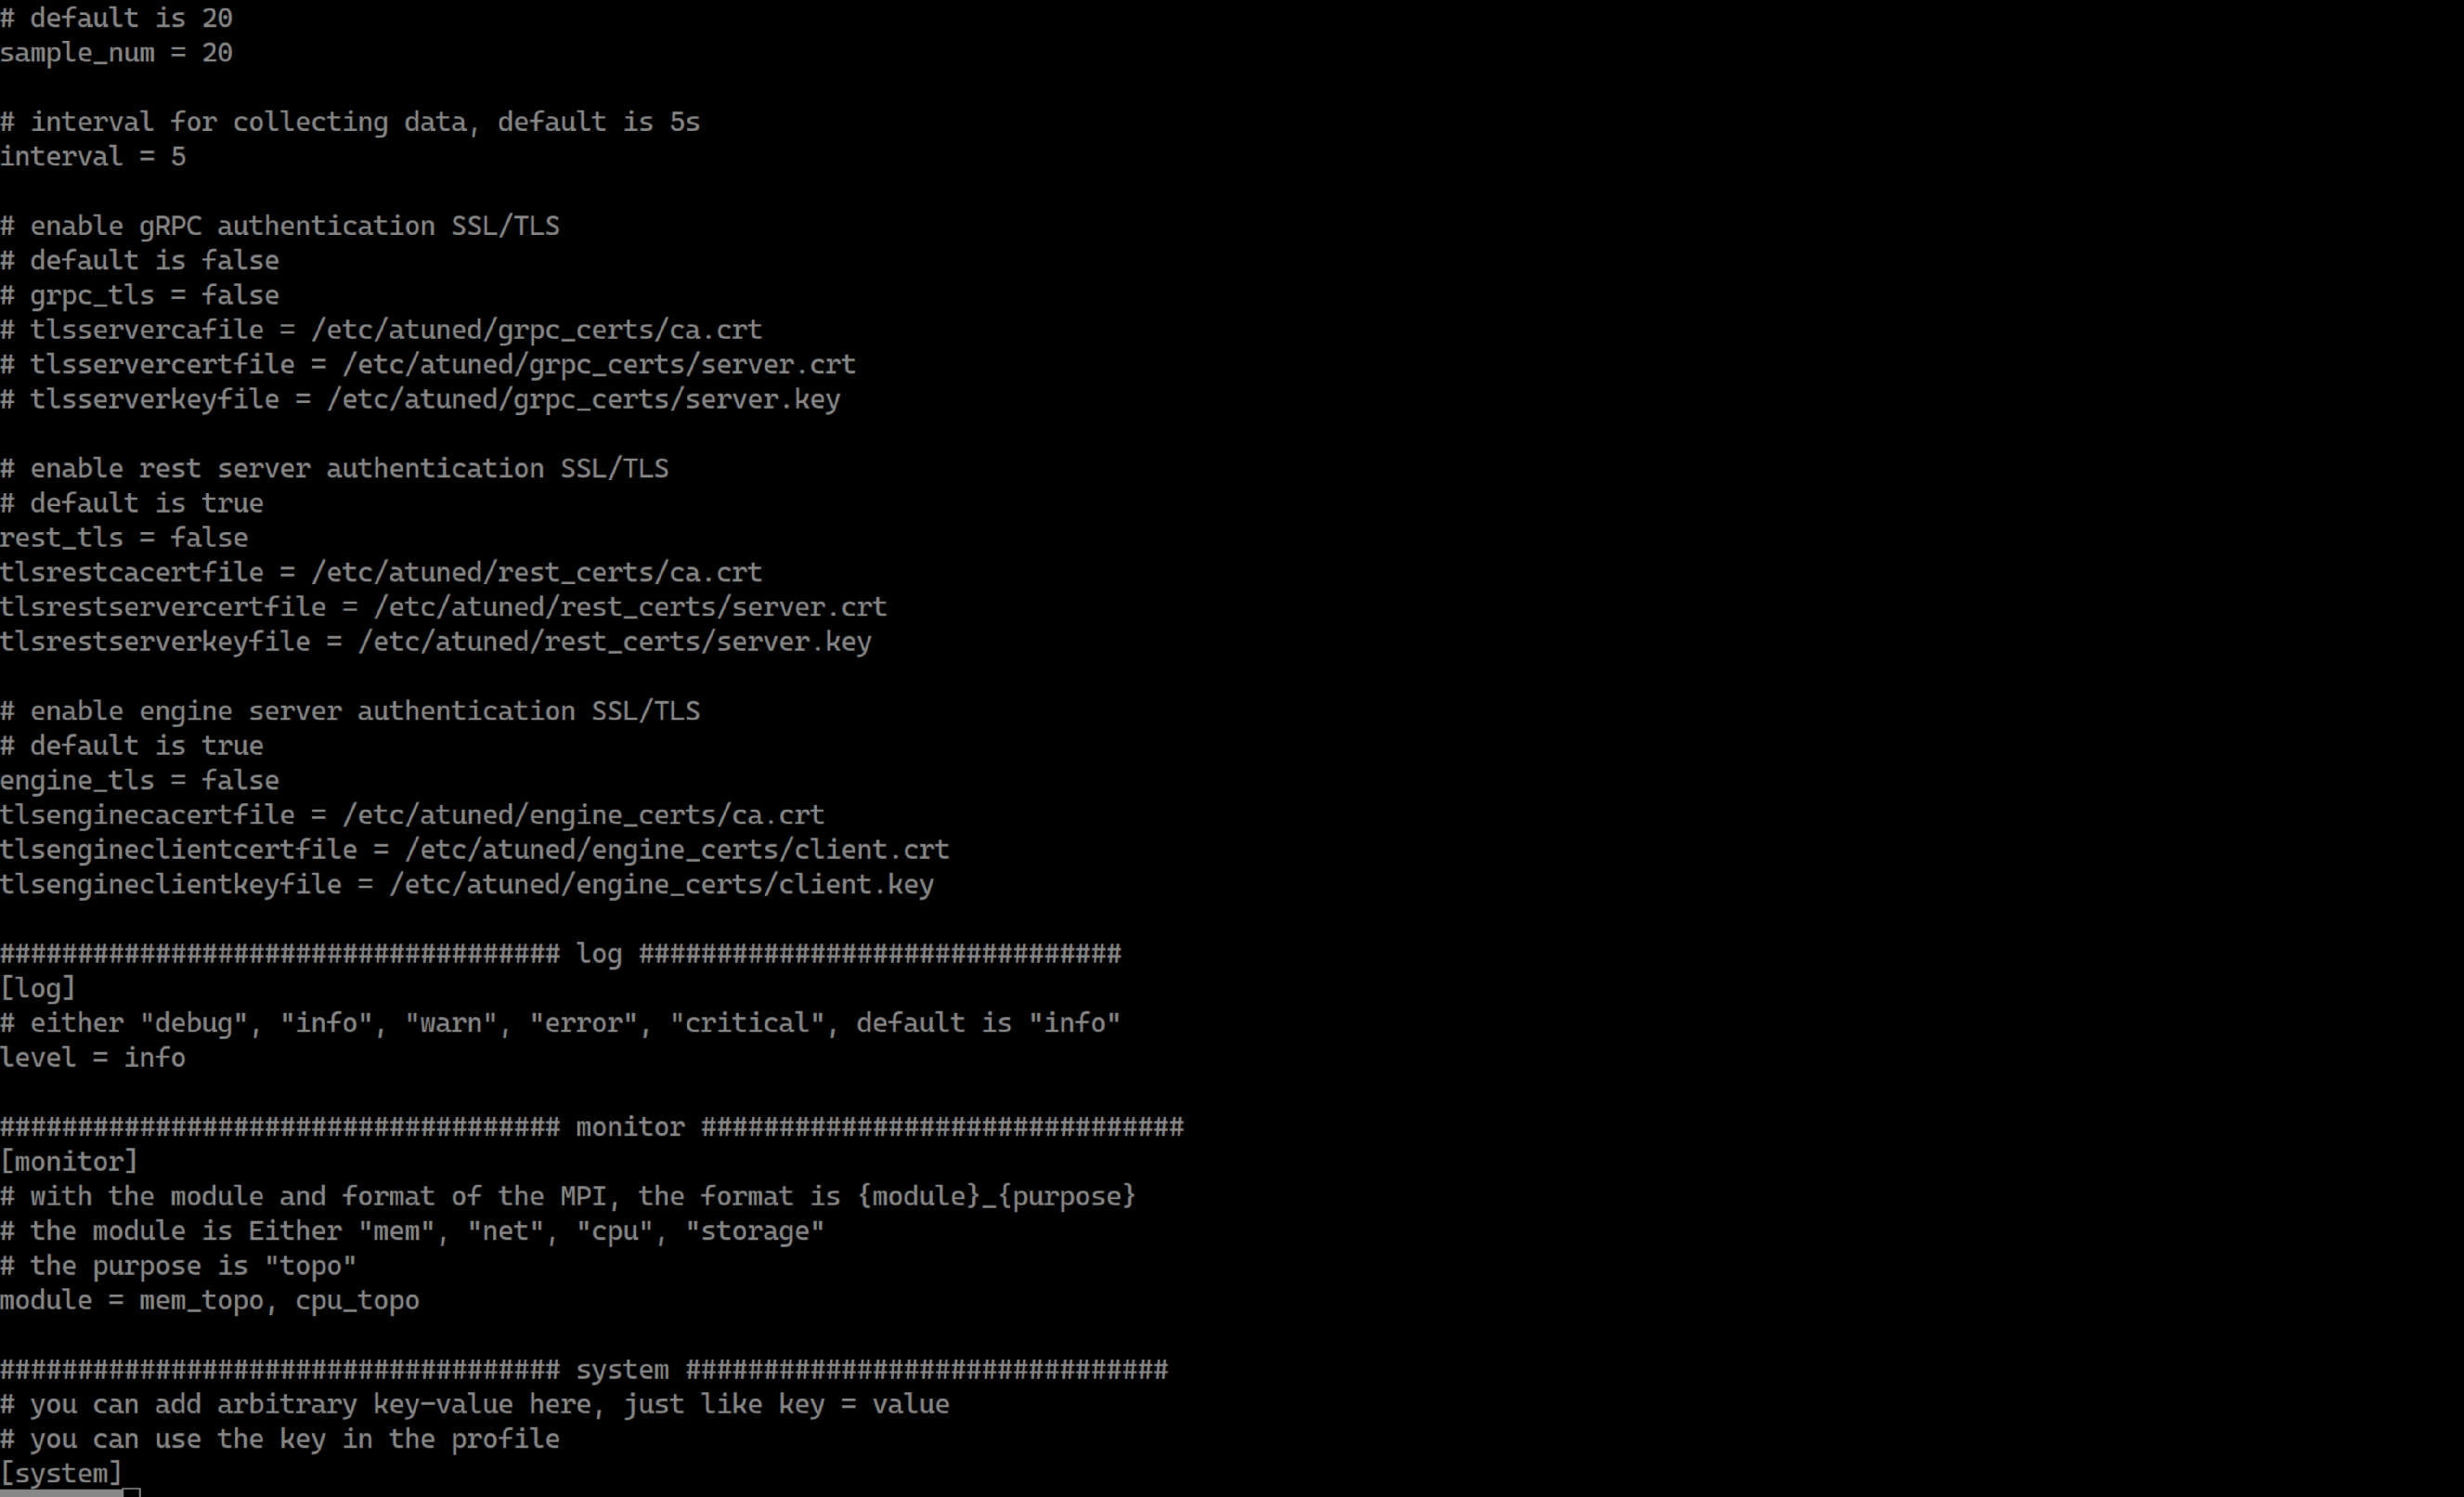 # default is 20
sample_num = 20

# interval for collecting data, default is 5s
interval = 5

# enable gRPC authentication SSL/TLS
# default is false
# grpc_tls = false
# tlsservercafile = /etc/atuned/grpc_certs/ca.crt
# tlsservercertfile = /etc/atuned/grpc_certs/server.crt
# tlsserverkeyfile = /etc/atuned/grpc_certs/server.key

# enable rest server authentication SSL/TLS
# default is true
rest_tls = false
tlsrestcacertfile = /etc/atuned/rest_certs/ca.crt
tlsrestservercertfile = /etc/atuned/rest_certs/server.crt
tlsrestserverkeyfile = /etc/atuned/rest_certs/server.key

# enable engine server authentication SSL/TLS
# default is true
engine_tls = false
tlsenginecacertfile = /etc/atuned/engine_certs/ca.crt
tlsengineclientcertfile = /etc/atuned/engine_certs/client.crt
tlsengineclientkeyfile = /etc/atuned/engine_certs/client.key

#################################### log ###############################
[log]
# either "debug", "info", "warn", "error", "critical", default is "info"
level = info

#################################### monitor ###############################
[monitor]
# with the module and format of the MPI, the format is {module}_{purpose}
# the module is Either "mem", "net", "cpu", "storage"
# the purpose is "topo"
module = mem_topo, cpu_topo

#################################### system ###############################
# you can add arbitrary key-value here, just like key = value
# you can use the key in the profile
[system]